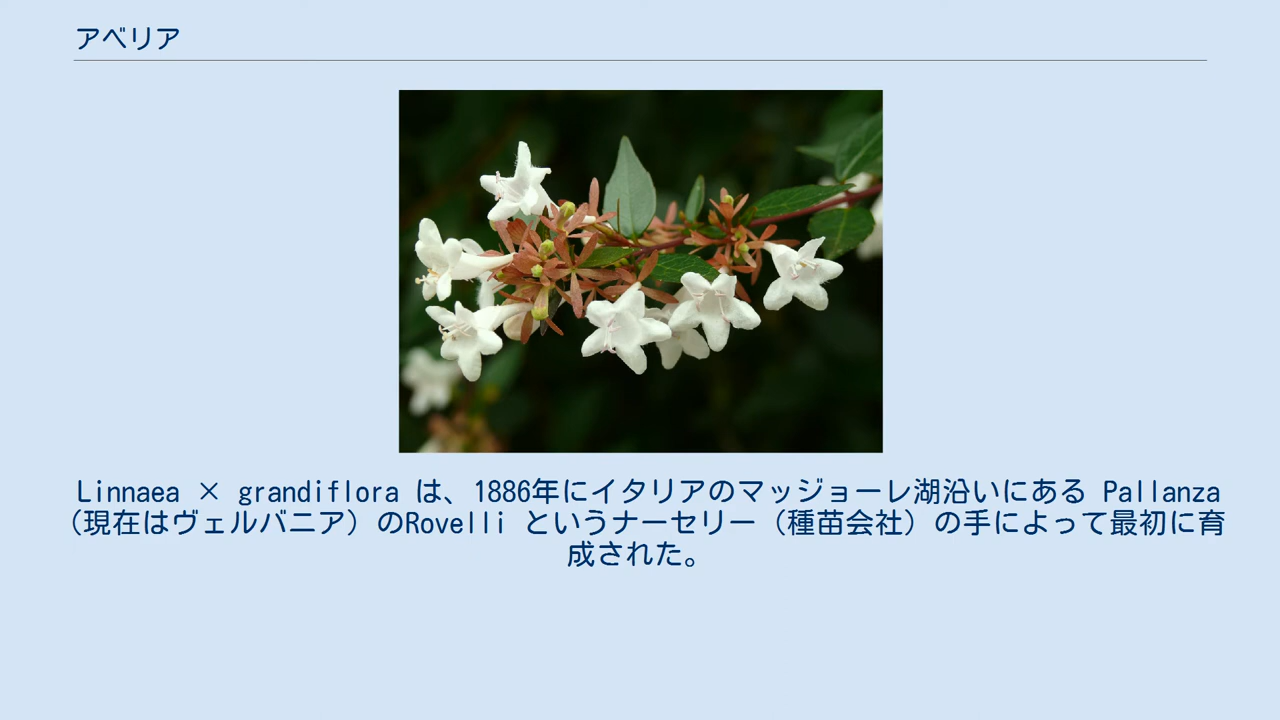 アベリア
Linnaea × grandiflora は、1886年にイタリアのマッジョーレ湖沿いにある Pallanza
（現在はヴェルバニア）のRovelli というナーセリー（種苗会社）の手によって最初に育
成された。